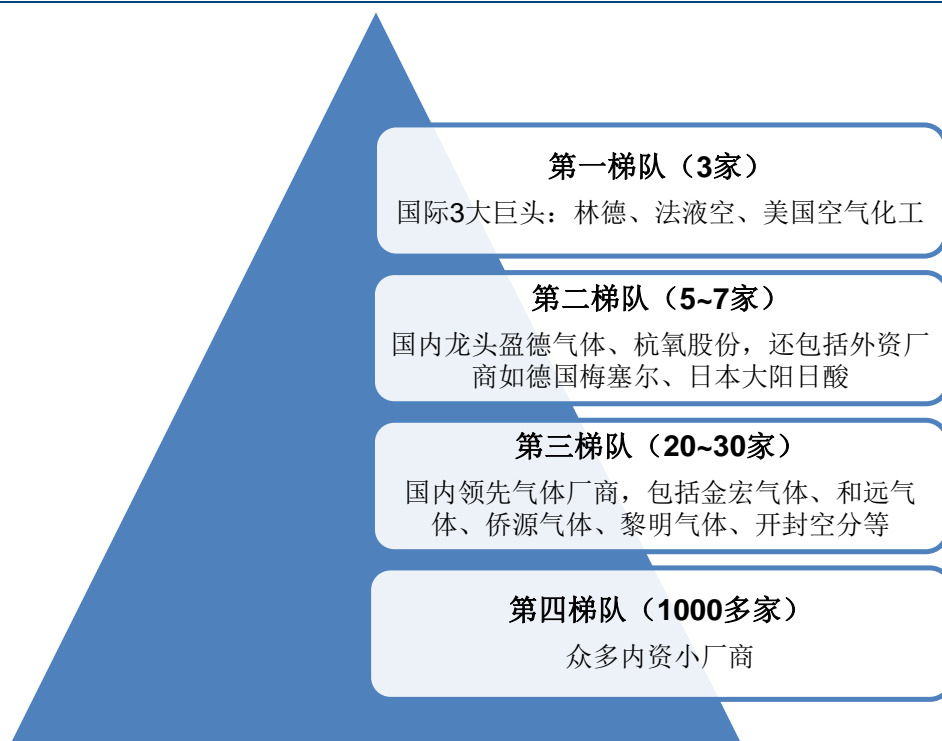 第一梯队（3家）
国际3大巨头：林德、法液空、美国空气化工
第二梯队（5~7家）
国内龙头盈德气体、杭氧股份，还包括外资厂
商如德国梅塞尔、日本大阳日酸
第三梯队（20~30家）
国内领先气体厂商，包括金宏气体、和远气
体、侨源气体、黎明气体、开封空分等
第四梯队（1000多家）
众多内资小厂商